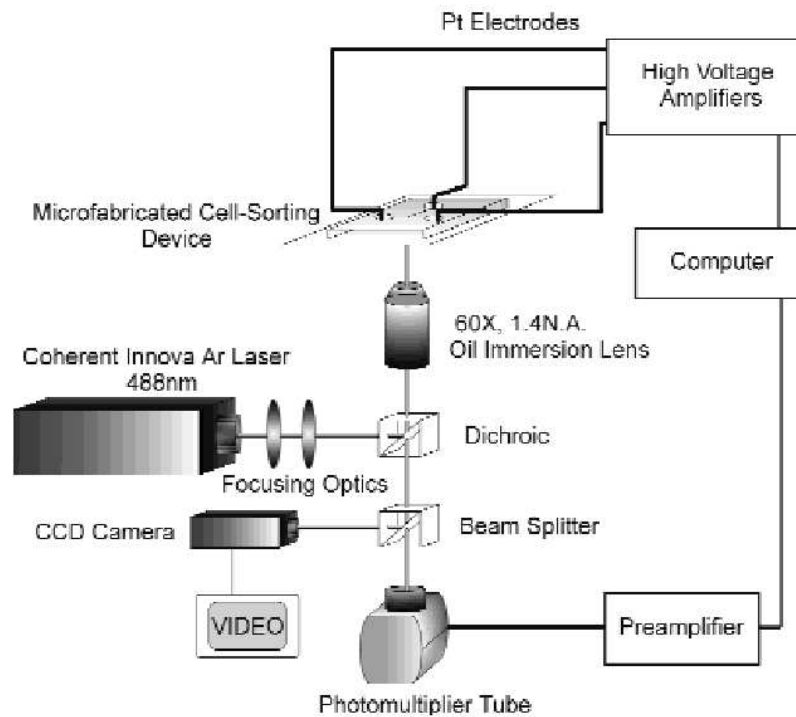 Pt Electrodes
High Voltage
Amplifiers
Microfabricated Cell-Sorting
Device
Computer
60X, 1.4N.A.
Oil Immersion Lens
Coherent Innova Ar Laser
488nm
Dichroic
Focusing Optics
CCD Camera
Beam Splitter
VIDEO
Preamplifier
Photomultiplier Tube